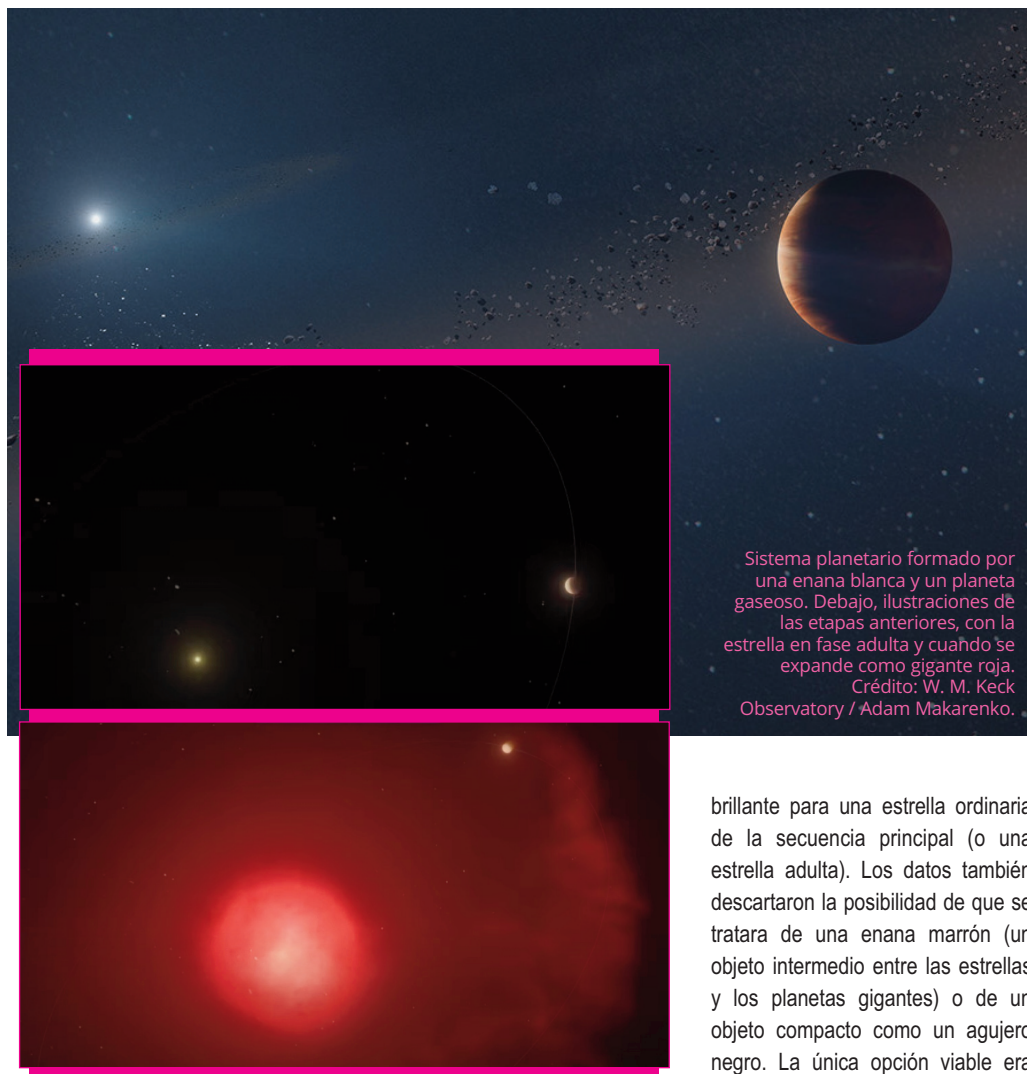 Sistema planetario formado por
una enana blanca y un planeta
gaseoso. Debajo, ilustraciones de
las etapas anteriores, con la
estrella en fase adulta y cuando se
expande como gigante roja.
Crédito: W. M. Keck
Observatory / Adam Makarenko.
brillante para una estrella ordinaria
de la secuencia principal (o una
estrella adulta). Los datos también
descartaron la posibilidad de que se
tratara de una enana marrón (un
objeto intermedio entre las estrellas
y los planetas gigantes) o de un
objeto compacto como un agujero
negro. La única opción viable era